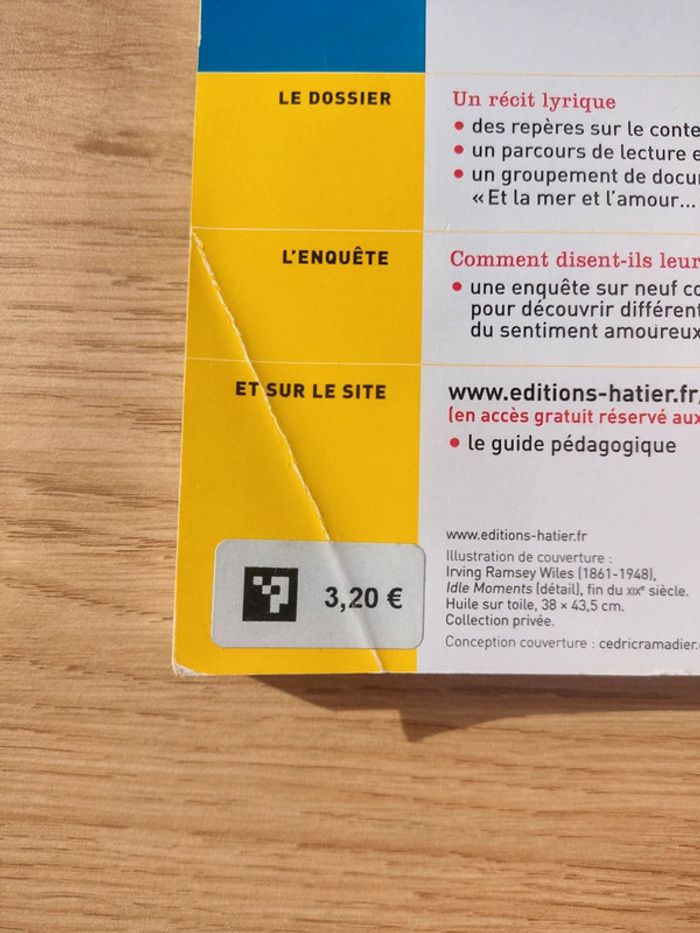 LE DOSSIER
Un récit lyrique
• des repères sur le conte
• un parcours de lecture e
• un groupement de docu
« Et la mer et l'amour...
L'ENQUÊTE
Comment disent-ils leur
• une enquête sur neuf co
pour découvrir différent
du sentiment amoureux
ET SUR LE SITE
www.editions-hatier.fr/
(en accès gratuit réservé aux
• le guide pédagogique
www.editions-hatier.fr
Illustration de couverture :
Irving Ramsey Wiles (1861-1948),
Idle Moments (détail), fin du XIXe siècle.
Huile sur toile, 38 × 43,5 cm.
Collection privée.
Conception couverture : cedricramadier.
3,20 €